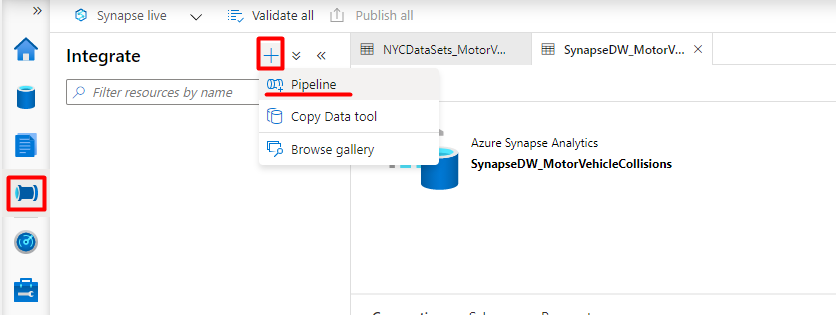 »
Synapse live
Validate all
Publish all
Integrate
»
«
NYCDataSets_MotorV...
SynapseDW_MotorV...
Filter resources by name
Pipeline
Copy Data tool
Browse gallery
Azure Synapse Analytics
SynapseDW_MotorVehicleCollisions